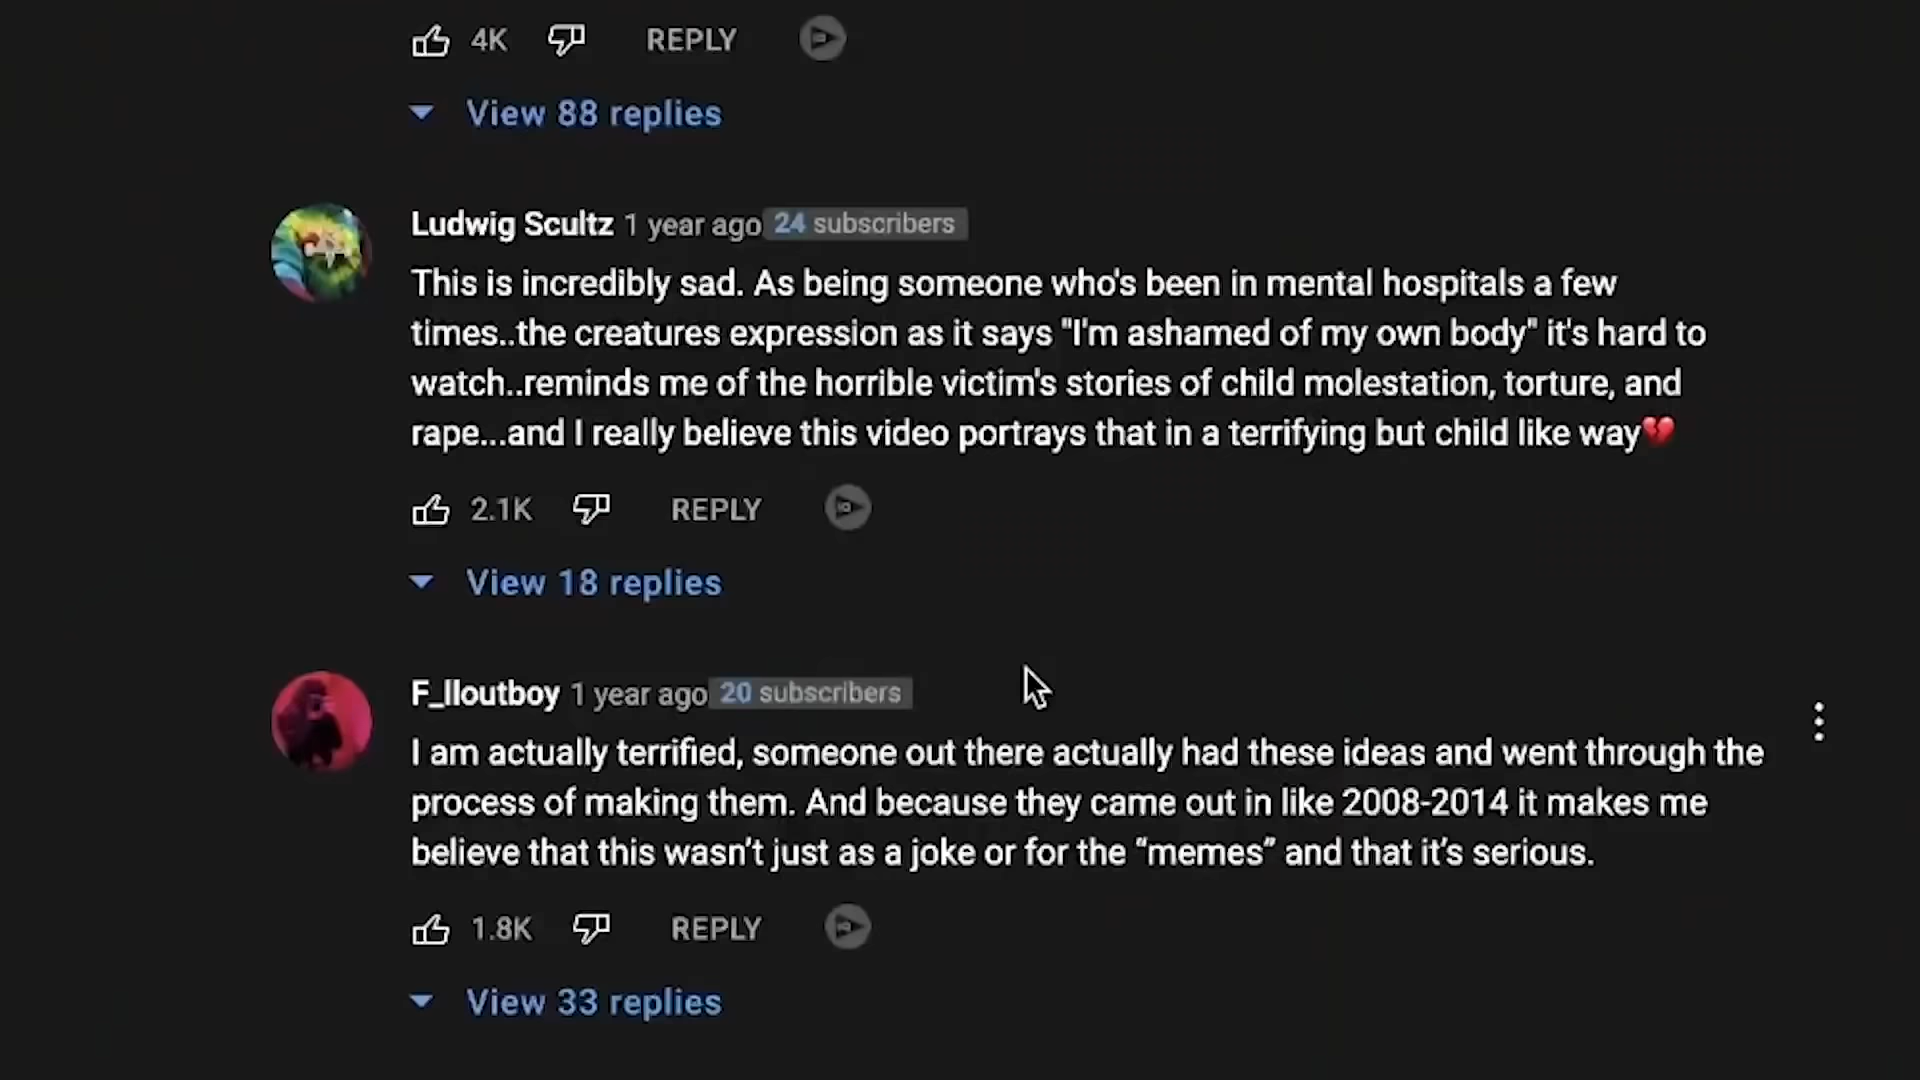 4K REPLY
View 88 replies
Ludwig Scultz 1 year ago 24 subscribers
This is incredibly sad. As being someone who's been in mental hospitals a few
times..the creatures expression as it says "I'm ashamed of my own body" it's hard to
watch..reminds me of the horrible victim's stories of child molestation, torture, and
rape...and I really believe this video portrays that in a terrifying but child like way💔
2.1K REPLY
View 18 replies
F_lloutboy 1 year ago 20 subscribers
I am actually terrified, someone out there actually had these ideas and went through the
process of making them. And because they came out in like 2008-2014 it makes me
believe that this wasn’t just as a joke or for the “memes” and that it’s serious.
1.8K REPLY
View 33 replies